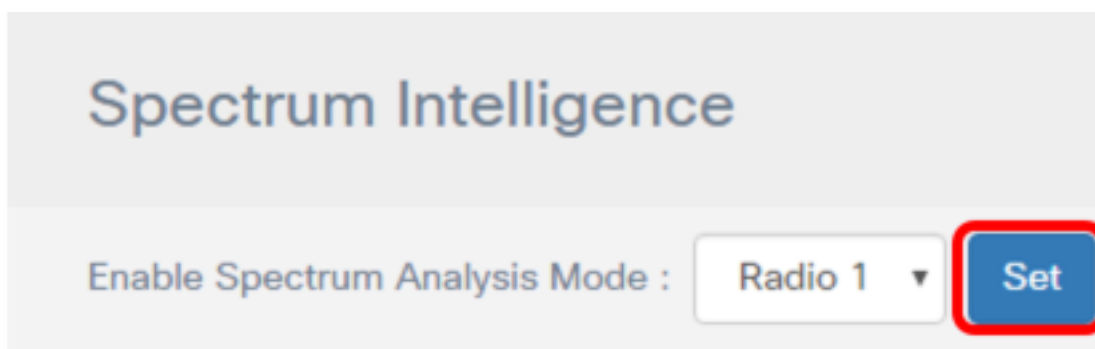 Spectrum Intelligence
Enable Spectrum Analysis Mode : Radio 1 ▼ Set